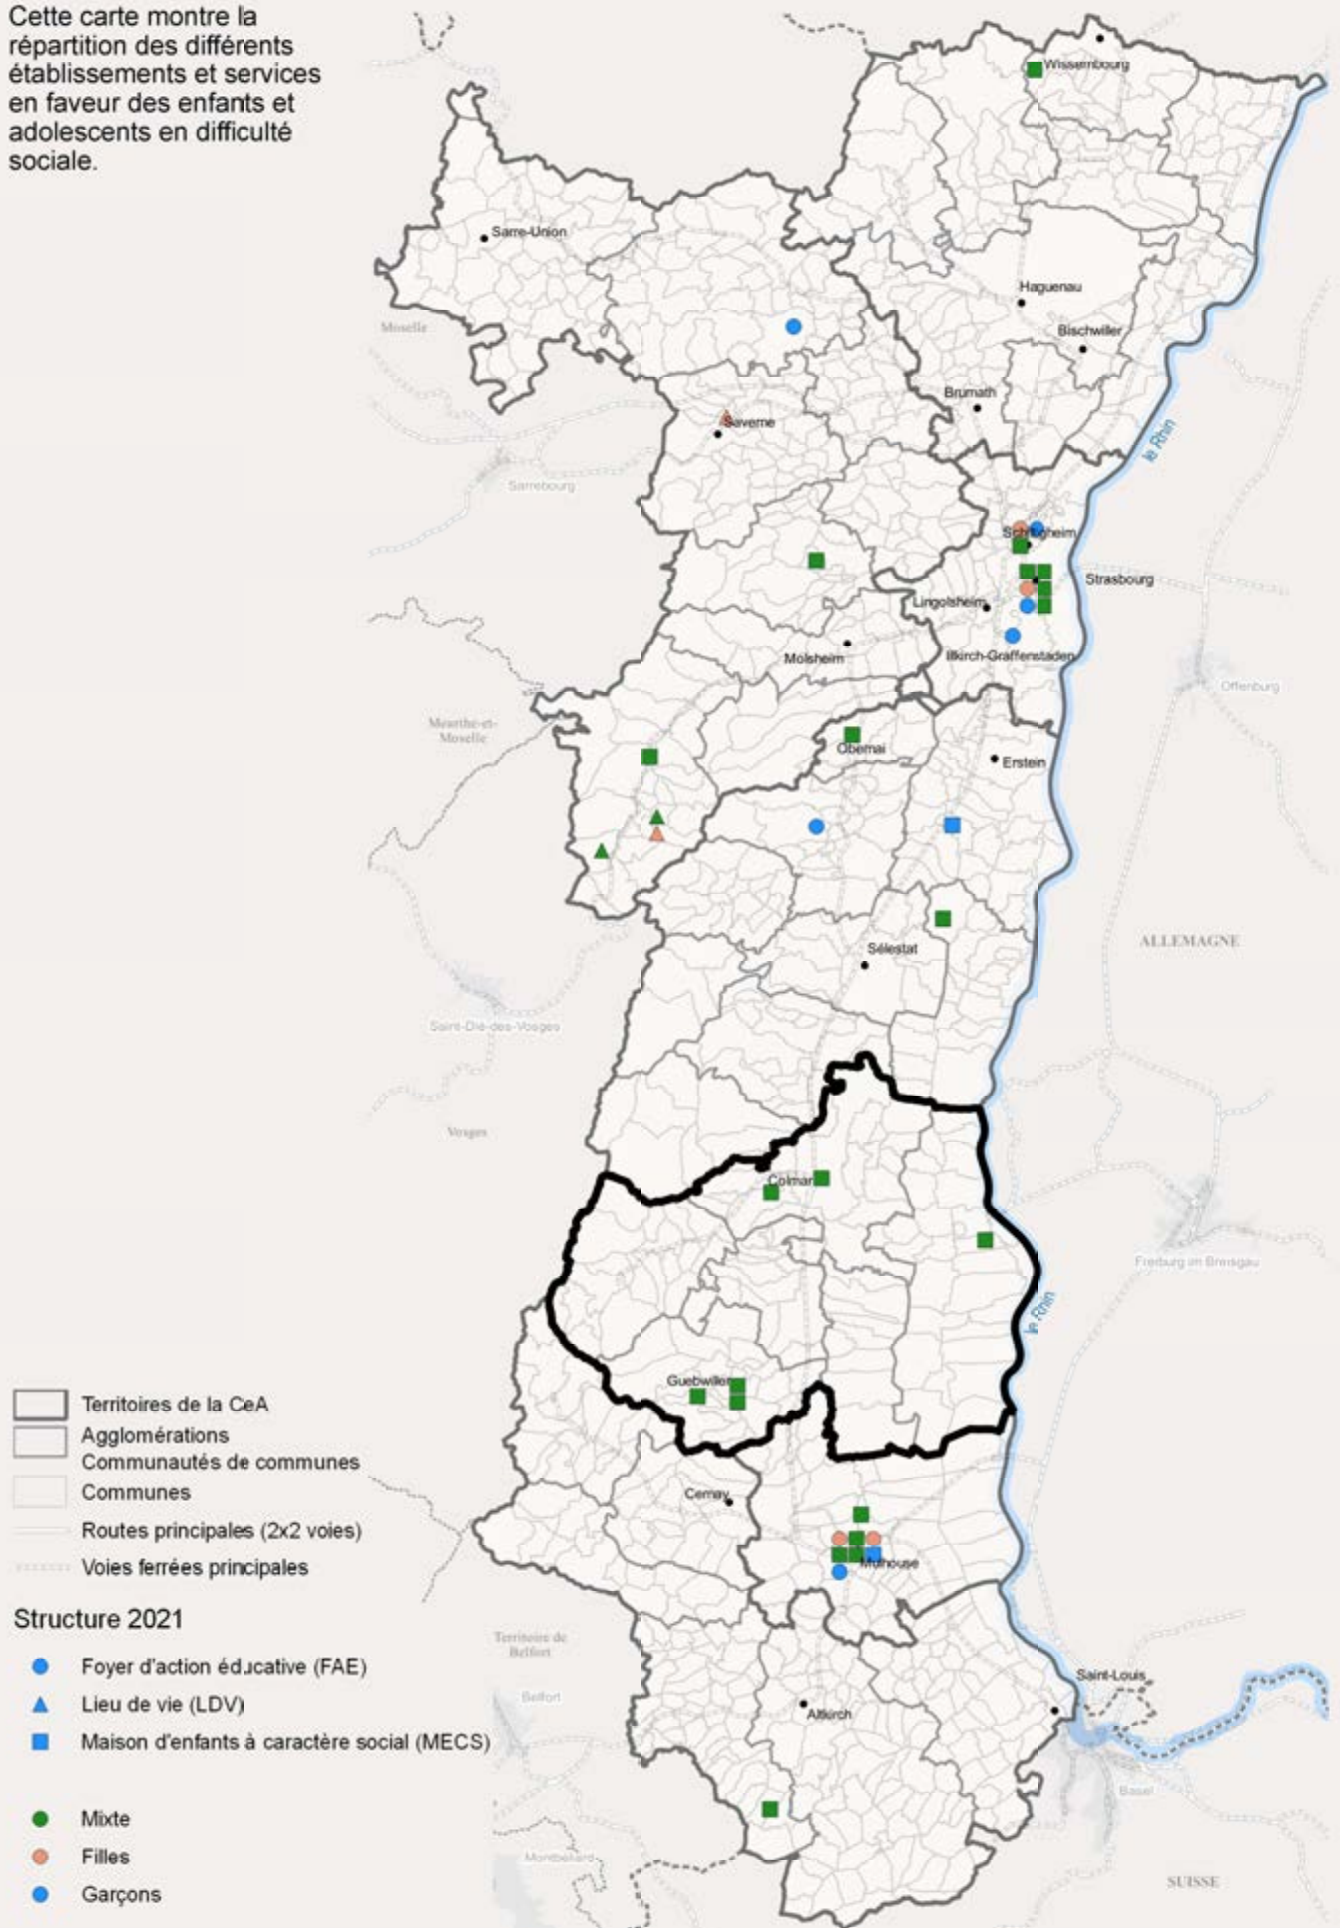 Cette carte montre la
répartition des différents
établissements et services
en faveur des enfants et
adolescents en difficulté
sociale.
Wissembourg
Sarre-Union
Haguenau
Moselle
Bischwiller
Brumath
Saverne
le Rhin
Sarrebourg
Schiltigheim
Strasbourg
Lingolsheim
Molsheim
Illkirch-Graffenstaden
Offenburg
Meurthe-et-
Moselle
Obernai
Erstein
ALLEMAGNE
Sélestat
Saint-Dié-des-Vosges
Vosges
Colmar
Freiburg im Breisgau
le Rhin
Guebwiller
Territoires de la CeA
Agglomérations
Communautés de communes
Communes
Routes principales (2x2 voies)
Voies ferrées principales
Cernay
Mulhouse
Structure 2021
Territoire de
Belfort
Foyer d'action éducative (FAE)
Saint-Louis
Belfort
Lieu de vie (LDV)
Altkirch
Maison d'enfants à caractère social (MECS)
Basel
Mixte
Filles
Montbéliard
SUISSE
Garçons